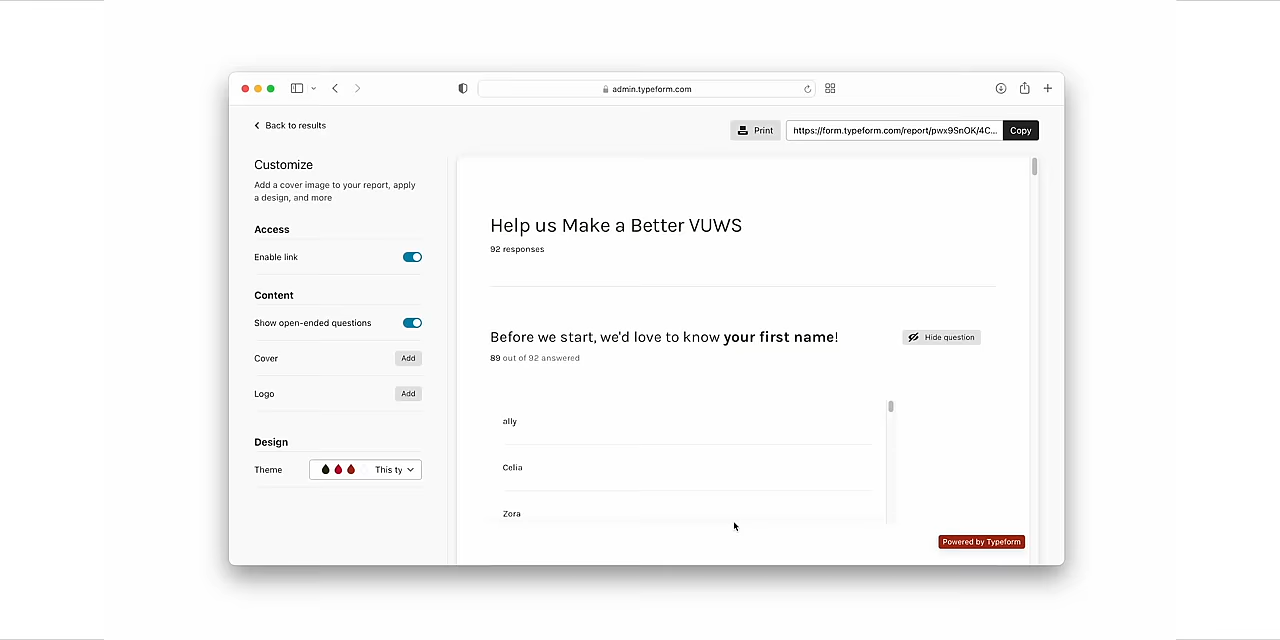 admin.typeform.com
Back to results
Print
https://form.typeform.com/report/pwx9SnOK/4C...
Copy
Customize
Add a cover image to your report, apply
a design, and more
Access
Enable link
Content
Show open-ended questions
Cover
Add
Logo
Add
Design
Theme
This ty
Help us Make a Better VUWS
92 responses
Before we start, we'd love to know your first name!
Hide question
89 out of 92 answered
ally
Celia
Zora
Powered by Typeform